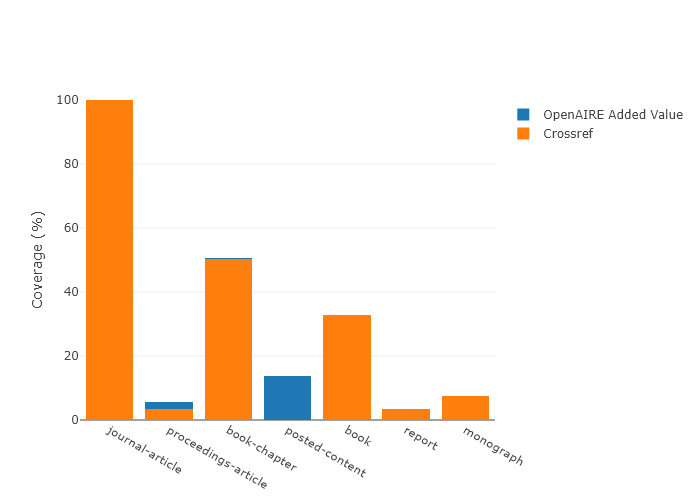 OpenAIRE Added Value
Crossref
Coverage (%)
100
80
60
40
20
0
journal-article
proceedings-article
book-chapter
posted-content
book
report
monograph